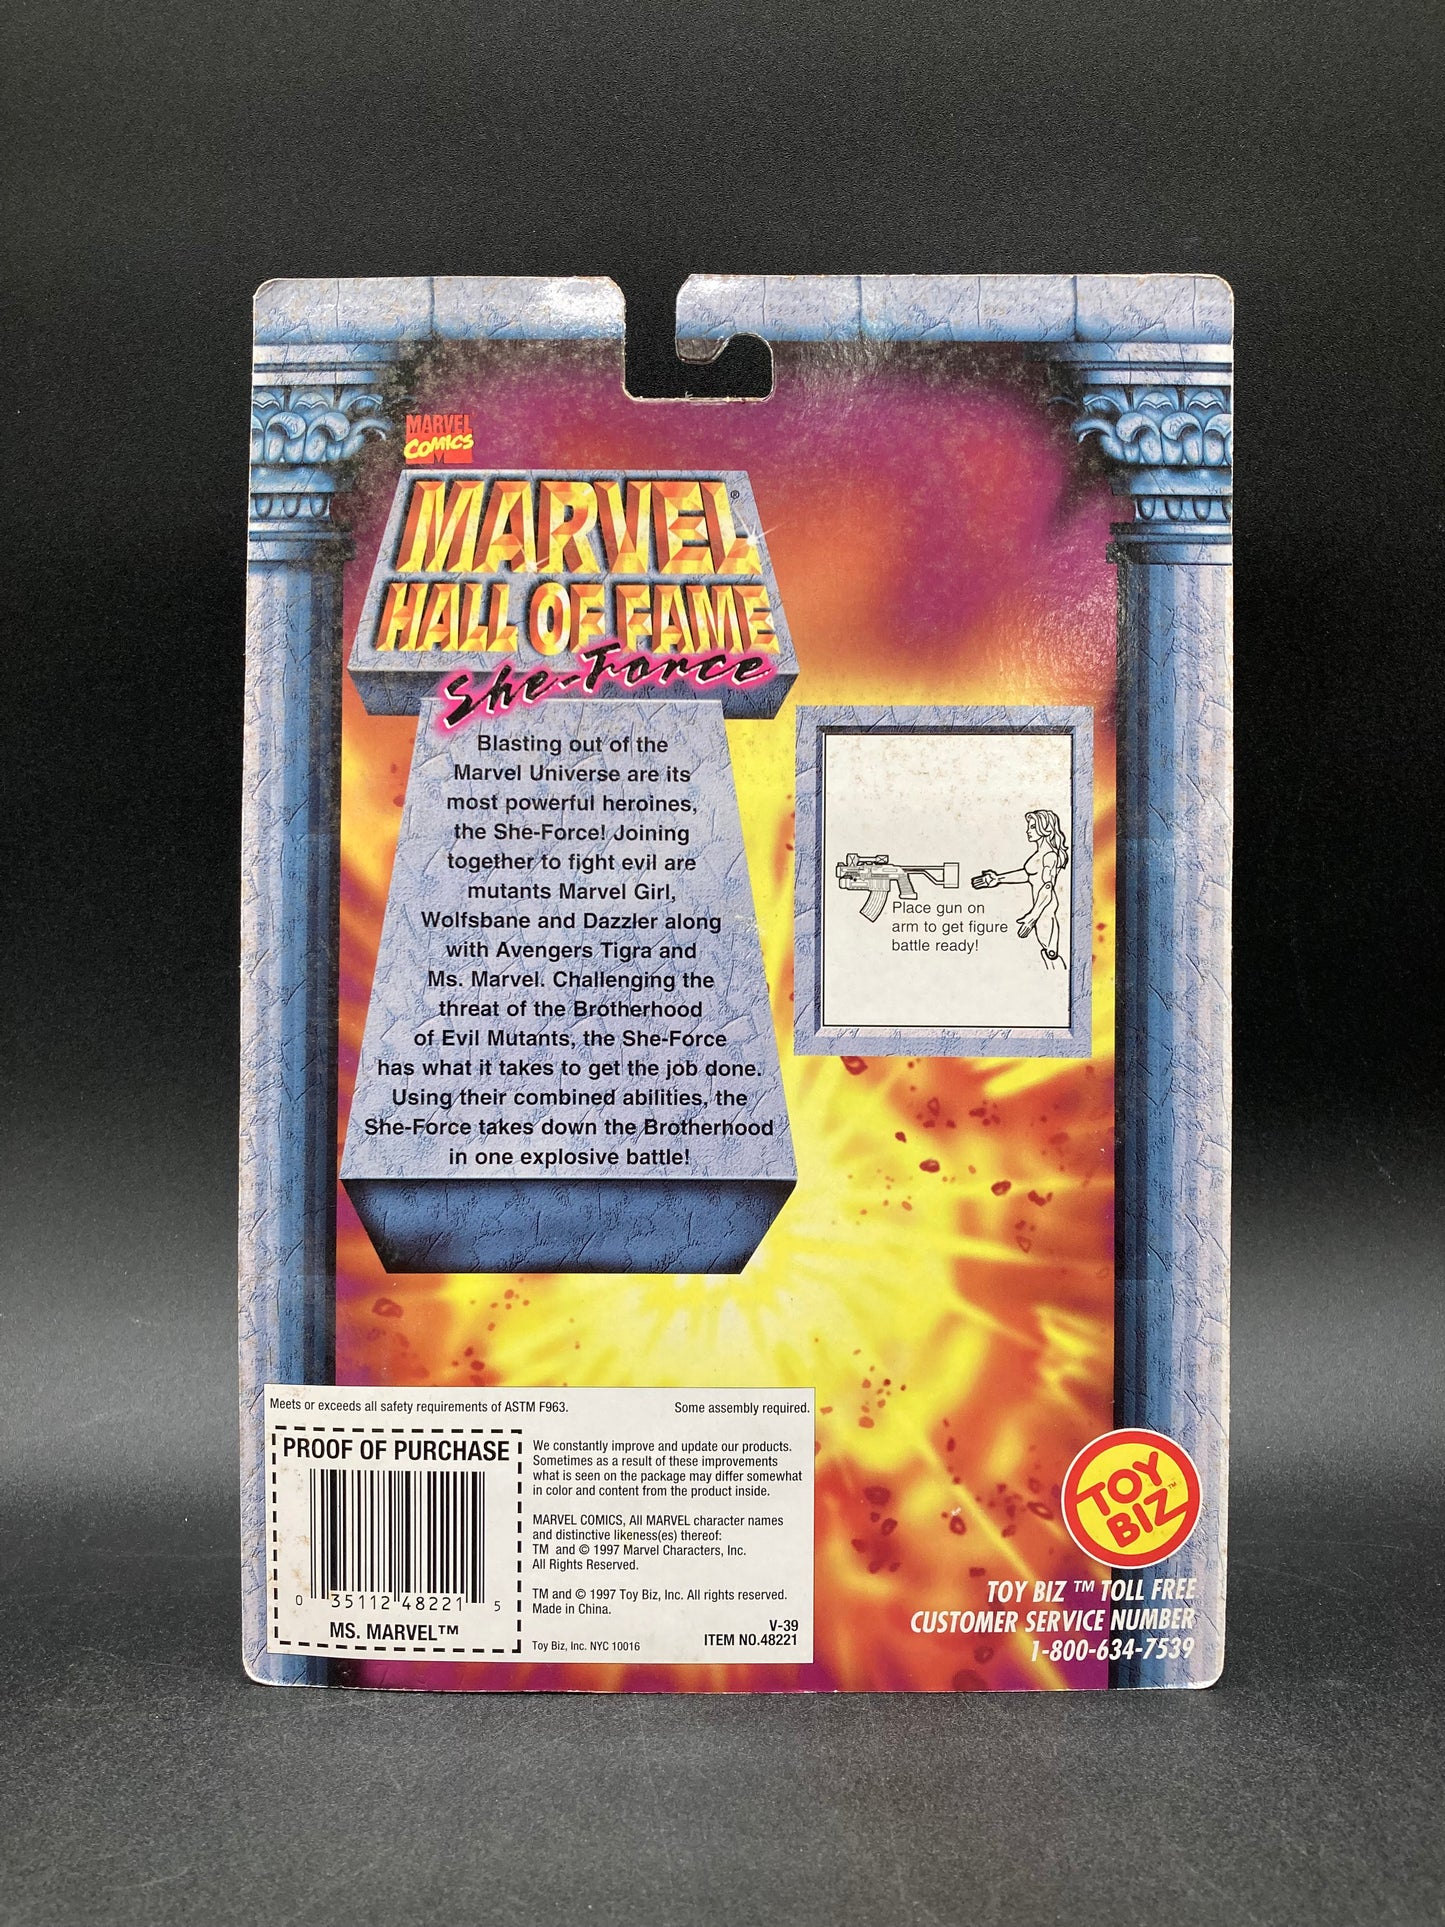 MARVEL
COMICS
MARVEL®
HALL OF FAME
She-Force
Blasting out of the
Marvel Universe are its
most powerful heroines,
the She-Force! Joining
together to fight evil are
mutants Marvel Girl,
Wolfsbane and Dazzler along
with Avengers Tigra and
Ms. Marvel. Challenging the
threat of the Brotherhood
of Evil Mutants, the She-Force
has what it takes to get the job done.
Using their combined abilities, the
She-Force takes down the Brotherhood
in one explosive battle!
Place gun on
arm to get figure
battle ready!
Meets or exceeds all safety requirements of ASTM F963.
Some assembly required.
PROOF OF PURCHASE
0 35112 48221 5
MS. MARVEL™
We constantly improve and update our products.
Sometimes as a result of these improvements
what is seen on the package may differ somewhat
in color and content from the product inside.
MARVEL COMICS, All MARVEL character names
and distinctive likeness(es) thereof:
TM and © 1997 Marvel Characters, Inc.
All Rights Reserved.
TM and © 1997 Toy Biz, Inc. All rights reserved.
Made in China.
V-39
Toy Biz, Inc. NYC 10016
ITEM NO.48221
TOY
BIZ™
TOY BIZ ™ TOLL FREE
CUSTOMER SERVICE NUMBER
1-800-634-7539